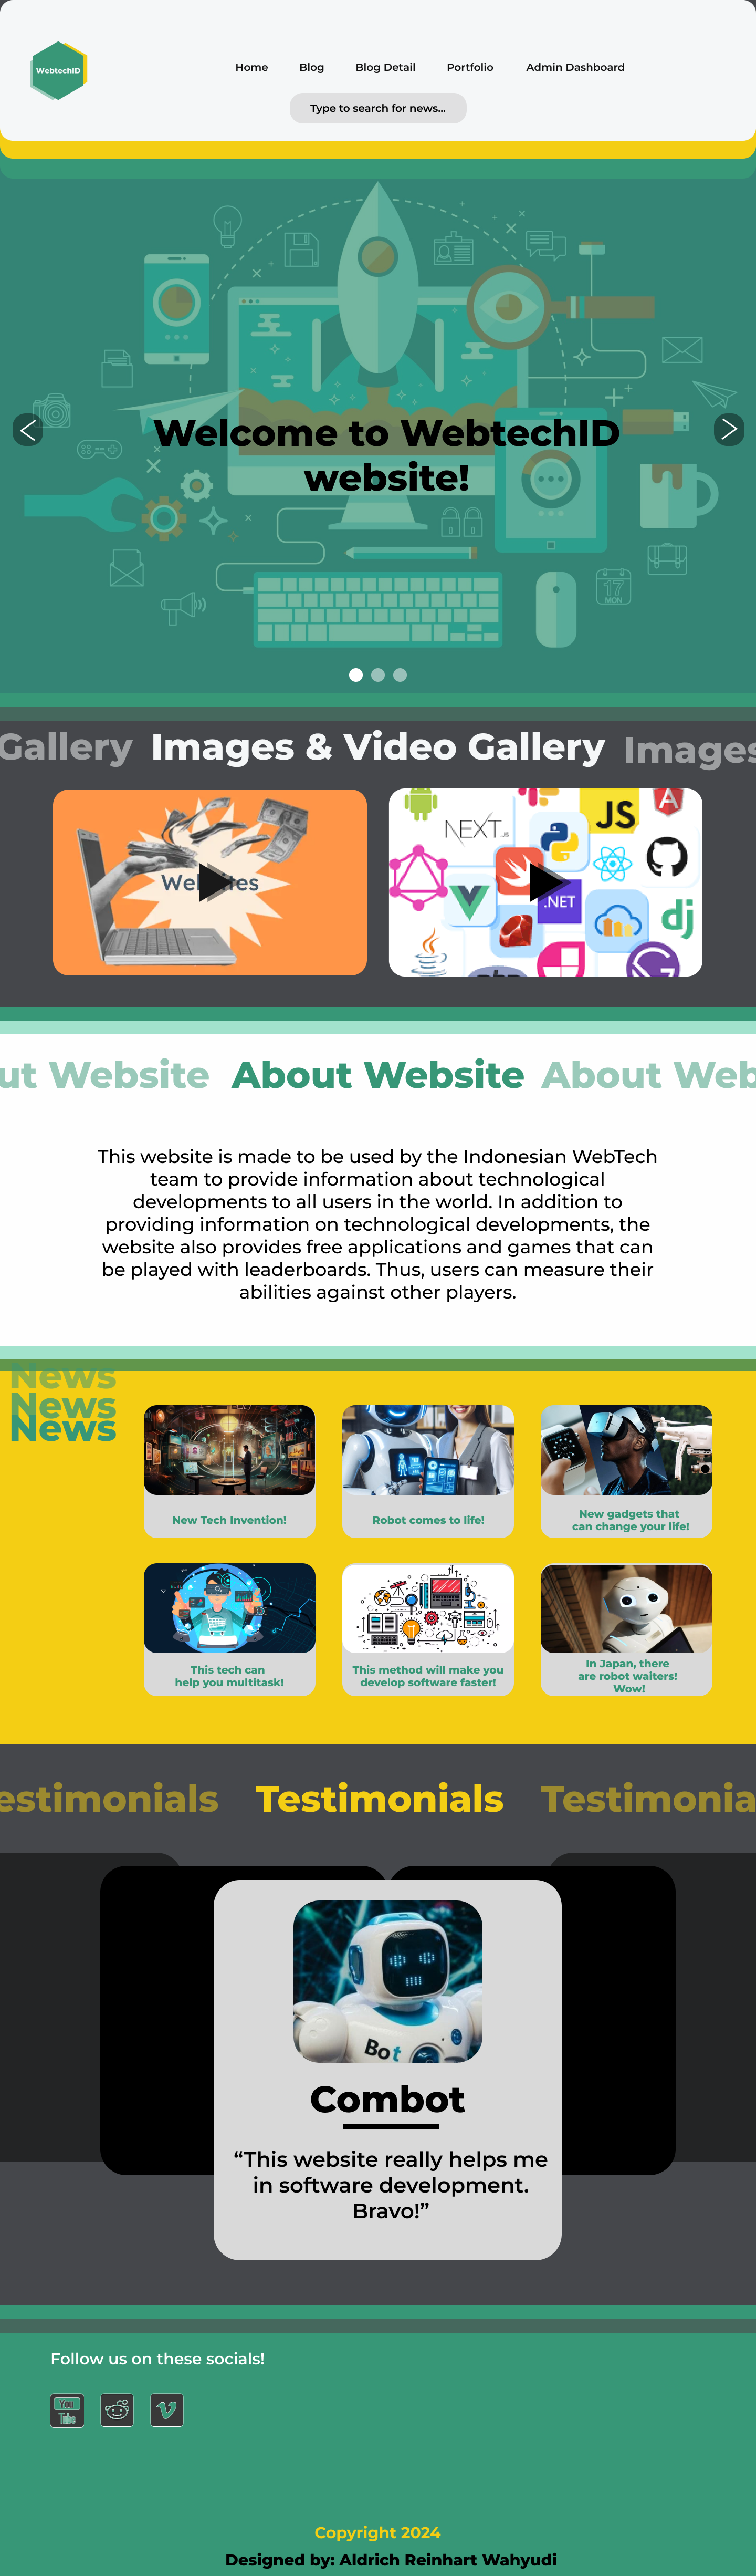 WebtechID
Home Blog Blog Detail Portfolio Admin Dashboard
Type to search for news...
Welcome to WebtechID
website!
17
MON
Gallery Images & Video Gallery Images
Websites
NEXT.JS
JS
A
.NET
dj
php
G
ut Website About Website About Web
This website is made to be used by the Indonesian WebTech
team to provide information about technological
developments to all users in the world. In addition to
providing information on technological developments, the
website also provides free applications and games that can
be played with leaderboards. Thus, users can measure their
abilities against other players.
News
News
News
New Tech Invention!
Robot comes to life!
New gadgets that
can change your life!
This tech can
help you multitask!
This method will make you
develop software faster!
In Japan, there
are robot waiters!
Wow!
estimonials Testimonials Testimonia
Bot
Combot
“This website really helps me
in software development.
Bravo!”
Follow us on these socials!
You
Tube
Copyright 2024
Designed by: Aldrich Reinhart Wahyudi